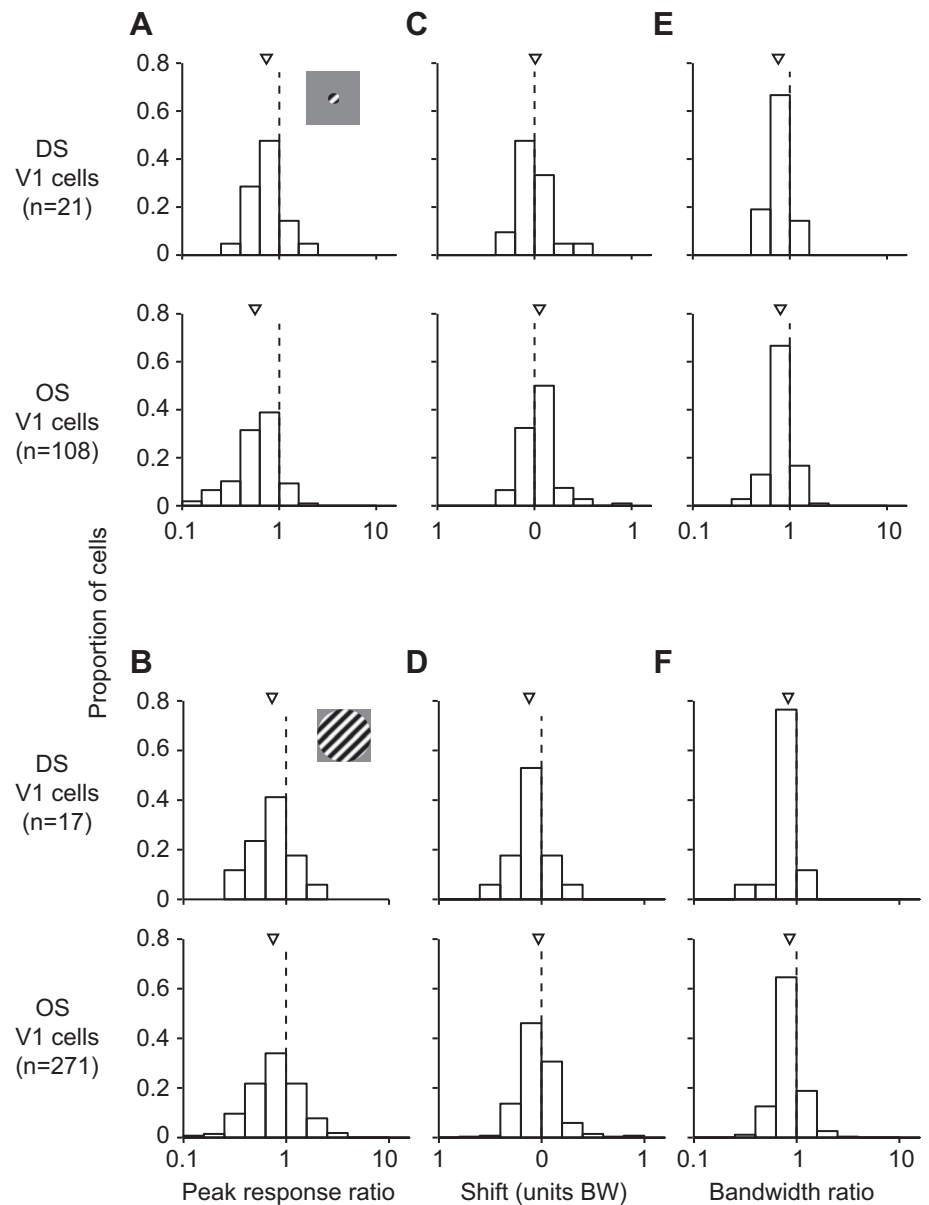 A
C
E
0.8
0.6
0.4
0.2
0
DS
V1 cells
(n=21)
0.8
0.6
0.4
0.2
0
OS
V1 cells
(n=108)
0.1 1 10
1 0 1
0.1 1 10
Proportion of cells
B
D
F
0.8
0.6
0.4
0.2
0
DS
V1 cells
(n=17)
0.8
0.6
0.4
0.2
0
OS
V1 cells
(n=271)
0.1 1 10
1 0 1
0.1 1 10
Peak response ratio
Shift (units BW)
Bandwidth ratio